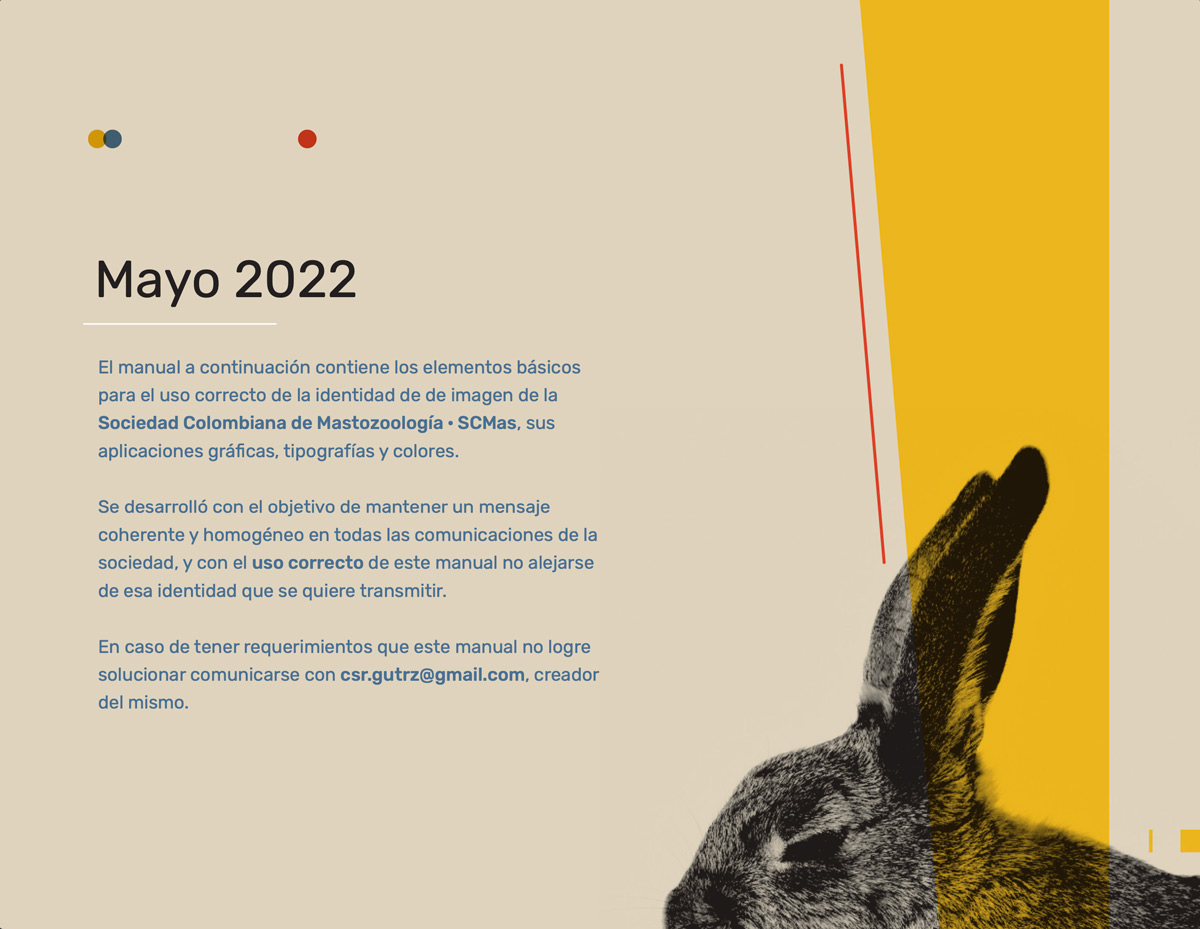 Mayo 2022
El manual a continuación contiene los elementos básicos
para el uso correcto de la identidad de de imagen de la
Sociedad Colombiana de Mastozoología • SCMas, sus
aplicaciones gráficas, tipografías y colores.
Se desarrolló con el objetivo de mantener un mensaje
coherente y homogéneo en todas las comunicaciones de la
sociedad, y con el uso correcto de este manual no alejarse
de esa identidad que se quiere transmitir.
En caso de tener requerimientos que este manual no logre
solucionar comunicarse con csr.gutrz@gmail.com, creador
del mismo.